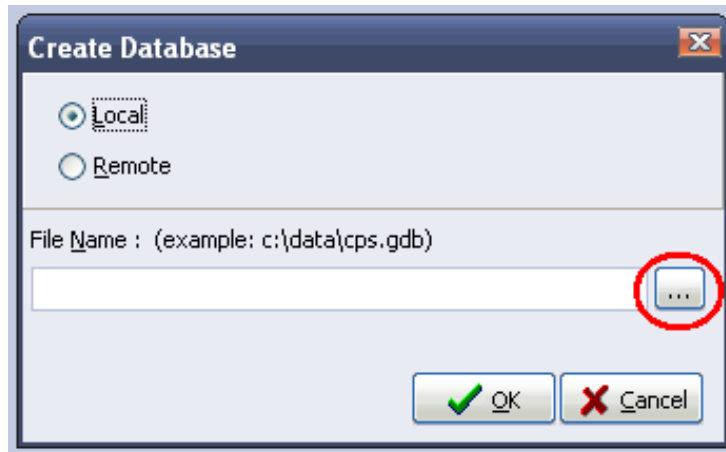 Create Database
Local
Remote
File Name : (example: c:\data\cps.gdb)
...
OK
Cancel